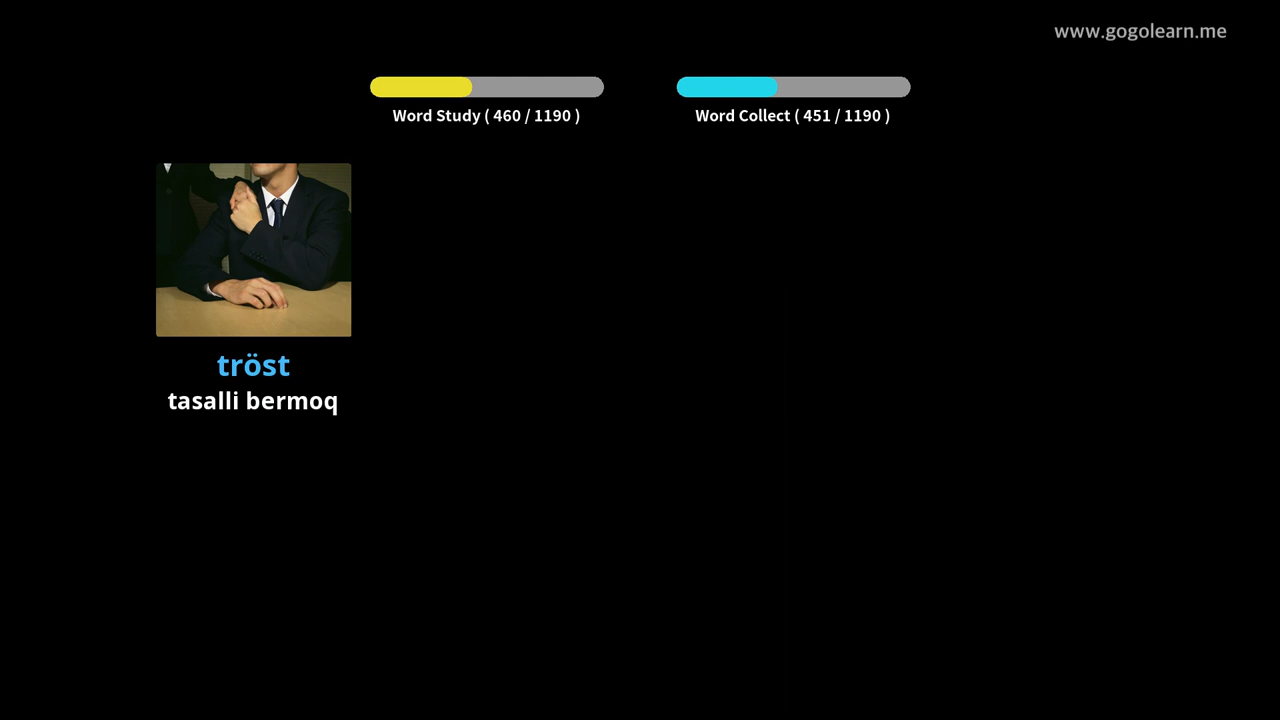 www.gogolearn.me
Word Study ( 460 / 1190 )
Word Collect ( 451 / 1190 )
tröst
tasalli bermoq